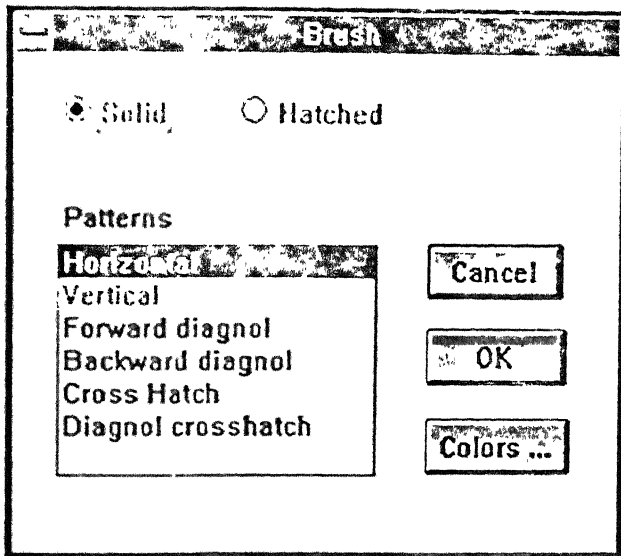 Brush
Solid Hatched
Patterns
Horizontal
Vertical
Forward diagnol
Backward diagnol
Cross Hatch
Diagnol crosshatch
Cancel
OK
Colors ...